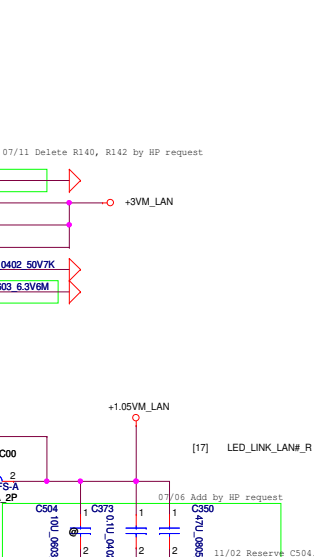 07/11 Delete R140, R142 by HP request
+3VM_LAN
0402_50V7K
603_6.3V6M
+1.05VM_LAN
[17] LED_LINK_LAN#_R
C00
2
FS-A
_2P
07/06 Add by HP request
C504
10U_0603
@
1
2
C373
0.1U_0402
1
2
C350
47U_0805
1
2
11/02 Reserve C504.